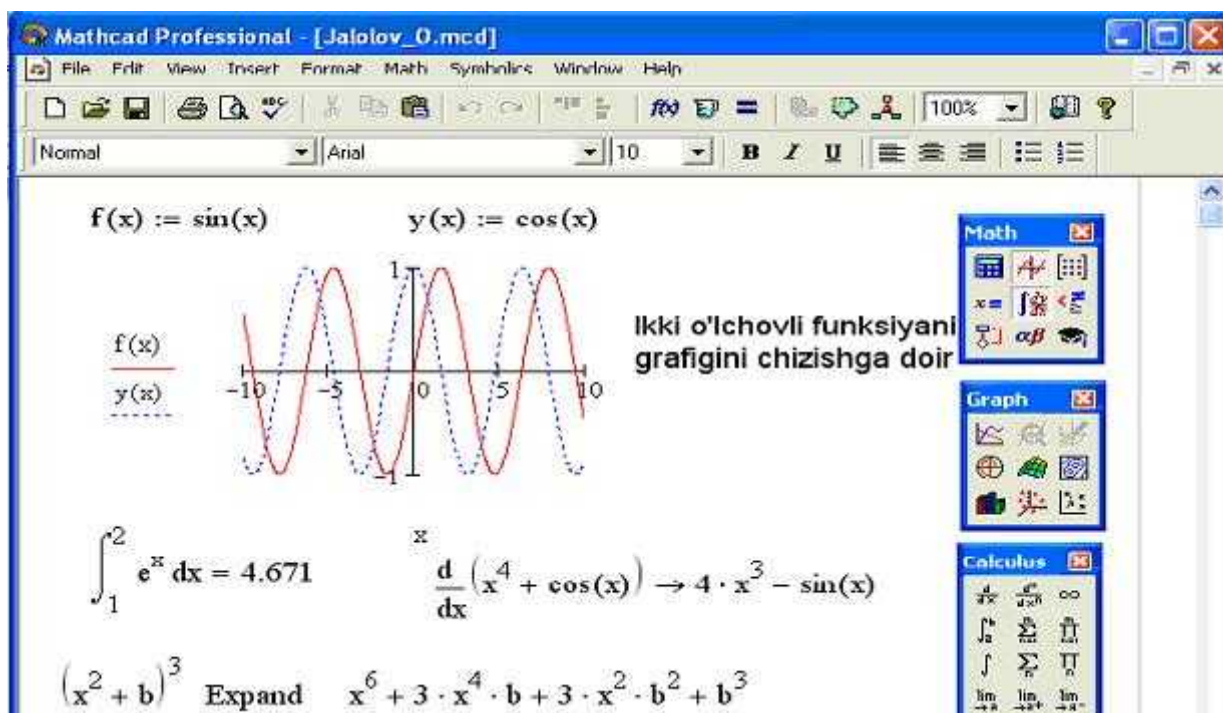 Mathcad Professional - [Jalolov_O.mcd]
File Edit View Insert Format Math Symbolics Window Help
100%
Normal Arial 10 B I U
f(x) := sin(x) y(x) := cos(x)
Math
1
f(x)
y(x)
−10 −5 0 5 10
−1
x
Ikki o'lchovli funksiyani
grafigini chizishga doir
Graph
∫₁² eˣ dx = 4.671
d/dx (x⁴ + cos(x)) → 4 · x³ − sin(x)
Calculus
(x² + b)³ Expand x⁶ + 3 · x⁴ · b + 3 · x² · b² + b³